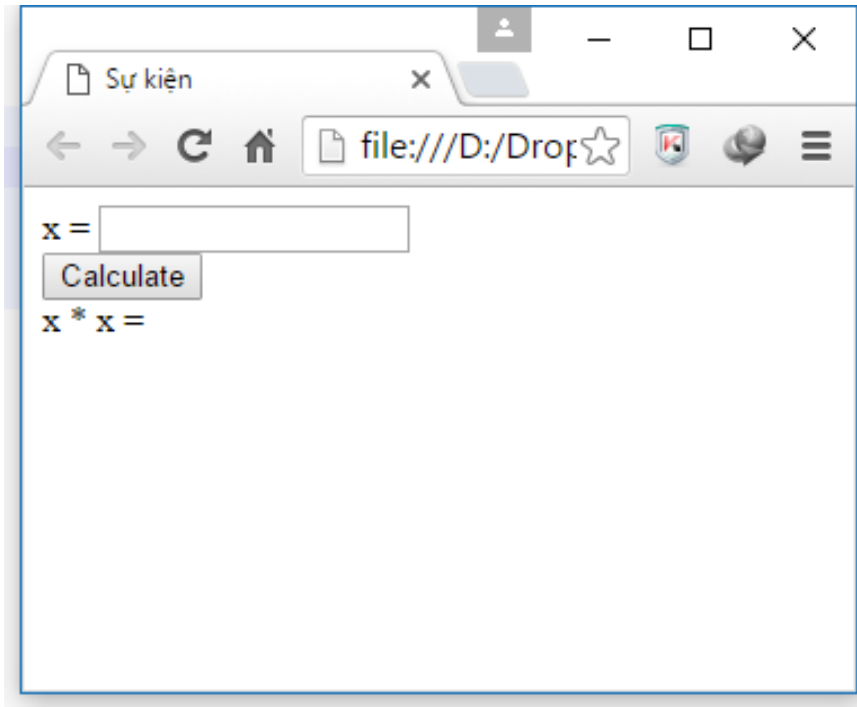 Sự kiện
file:///D:/Drop
x =
Calculate
x * x =